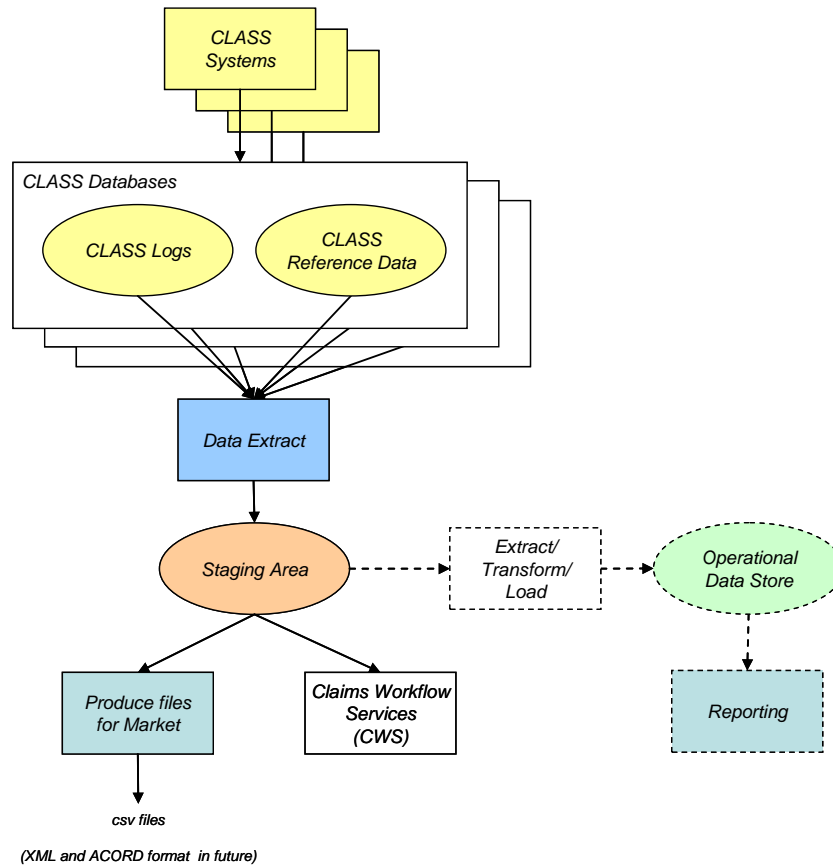 CLASS
Systems
CLASS Databases
CLASS Logs
CLASS
Reference Data
Data Extract
Staging Area
Extract/
Transform/
Load
Operational
Data Store
Produce files
for Market
Claims Workflow
Services
(CWS)
Reporting
csv files
(XML and ACORD format in future)